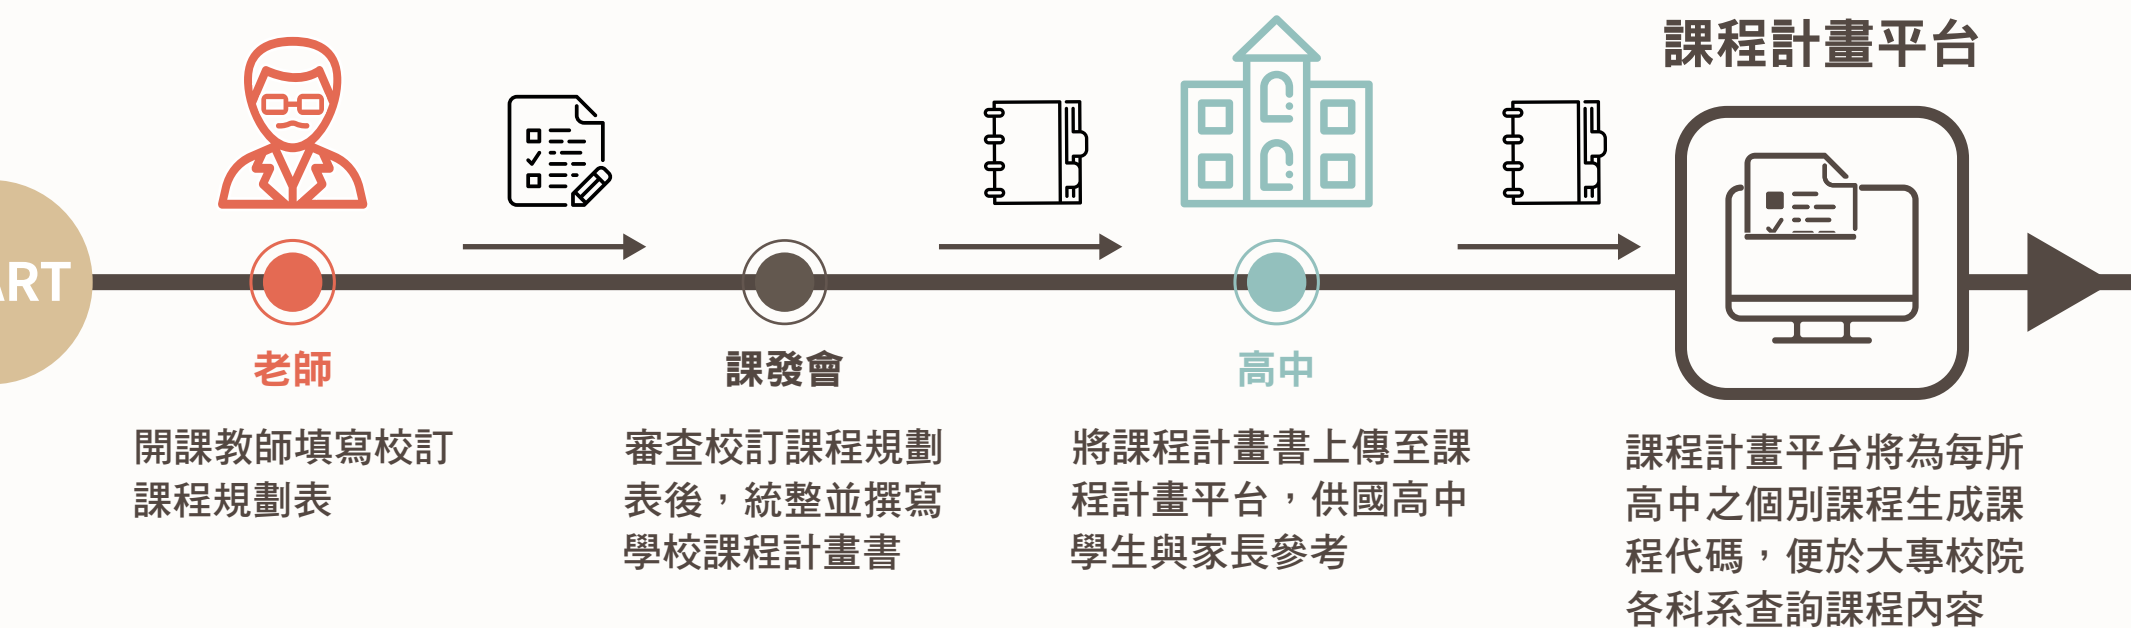 課程計畫平台
ART
老師
開課教師填寫校訂
課程規劃表
課發會
審查校訂課程規劃
表後，統整並撰寫
學校課程計畫書
高中
將課程計畫書上傳至課
程計畫平台，供國高中
學生與家長參考
課程計畫平台將為每所
高中之個別課程生成課
程代碼，便於大專校院
各科系查詢課程內容